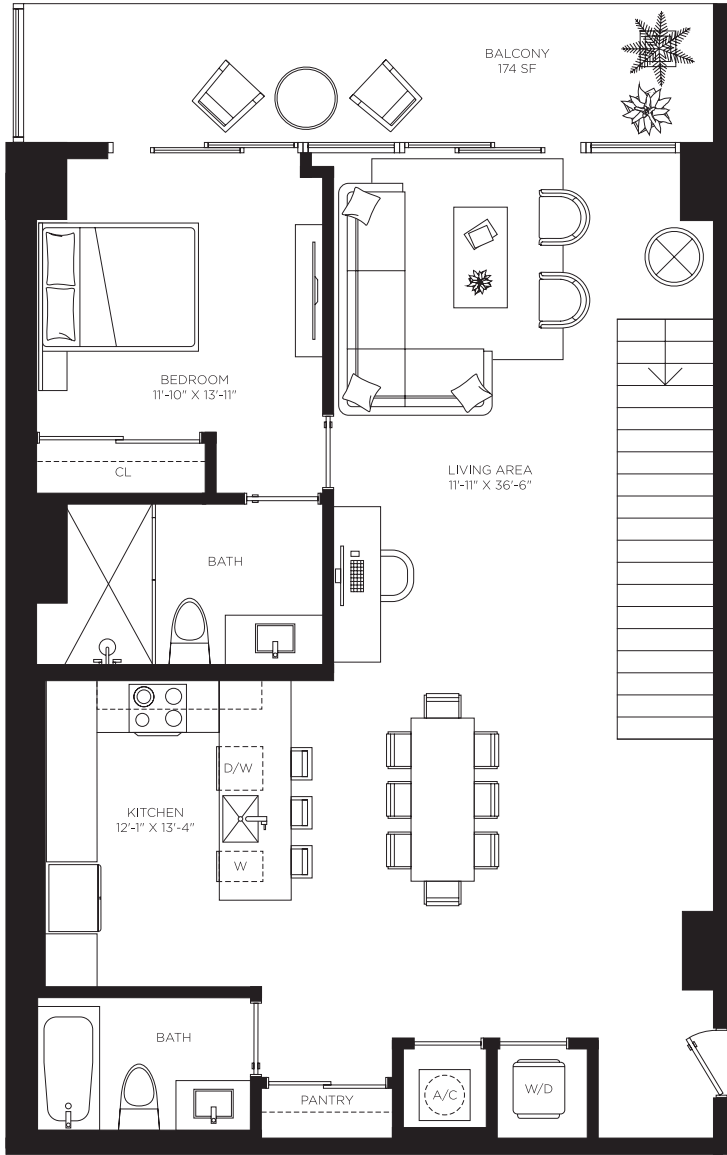 BALCONY
174 SF
BEDROOM
11'-10" X 13'-11"
CL
LIVING AREA
11'-11" X 36'-6"
BATH
D/W
KITCHEN
12'-1" X 13'-4"
W
BATH
PANTRY
A/C
W/D